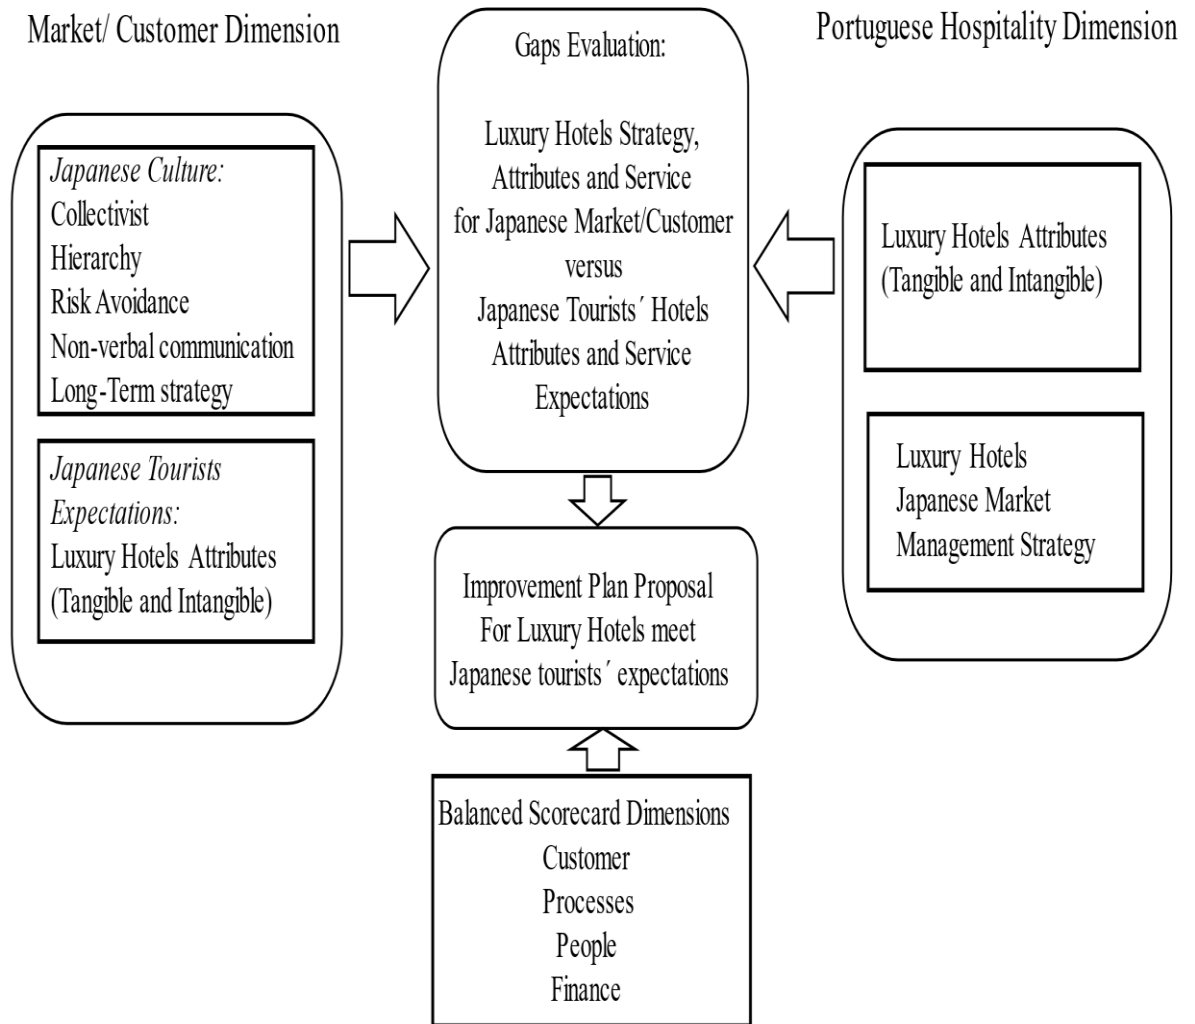 Market/ Customer Dimension
Japanese Culture:
Collectivist
Hierarchy
Risk Avoidance
Non-verbal communication
Long-Term strategy
Japanese Tourists
Expectations:
Luxury Hotels Attributes
(Tangible and Intangible)
Gaps Evaluation:
Luxury Hotels Strategy,
Attributes and Service
for Japanese Market/Customer
versus
Japanese Tourists´ Hotels
Attributes and Service
Expectations
Improvement Plan Proposal
For Luxury Hotels meet
Japanese tourists´ expectations
Balanced Scorecard Dimensions
Customer
Processes
People
Finance
Portuguese Hospitality Dimension
Luxury Hotels Attributes
(Tangible and Intangible)
Luxury Hotels
Japanese Market
Management Strategy